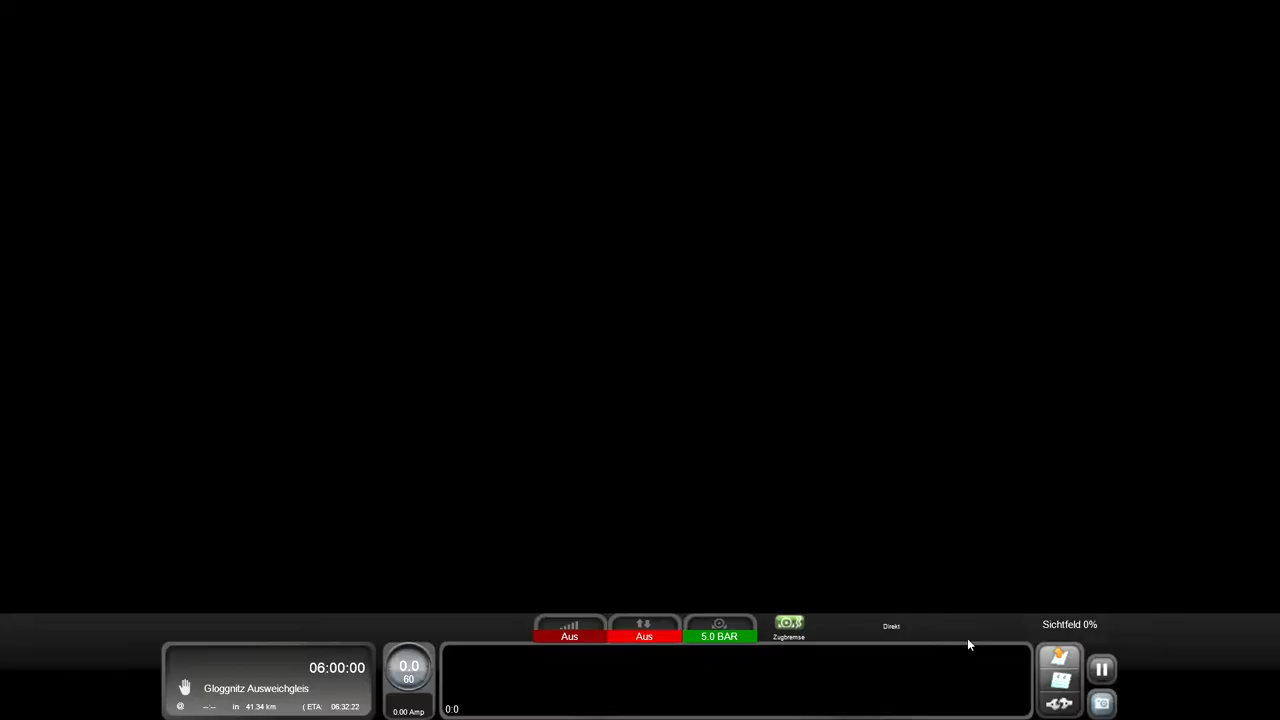 Aus
Aus
5.0 BAR
Zugbremse
Direkt
Sichtfeld 0%
06:00:00
Gloggnitz Ausweichgleis
@ --:-- in 41.34 km ( ETA: 06:32:22
0.0
60
0.00 Amp
0:0